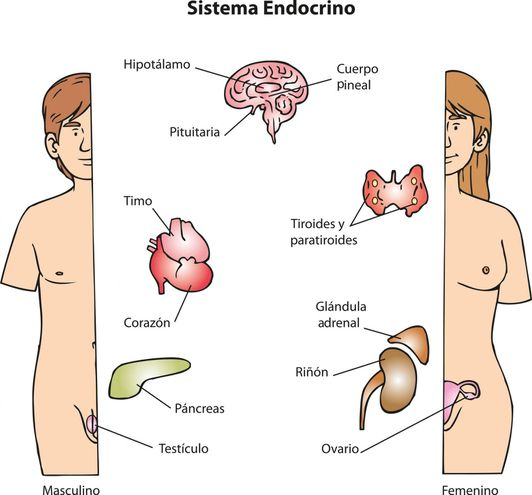 Sistema Endocrino
Hipotálamo
Cuerpo
pineal
Pituitaria
Timo
Tiroides y
paratiroides
Corazón
Glándula
adrenal
Riñón
Páncreas
Testículo
Ovario
Masculino
Femenino